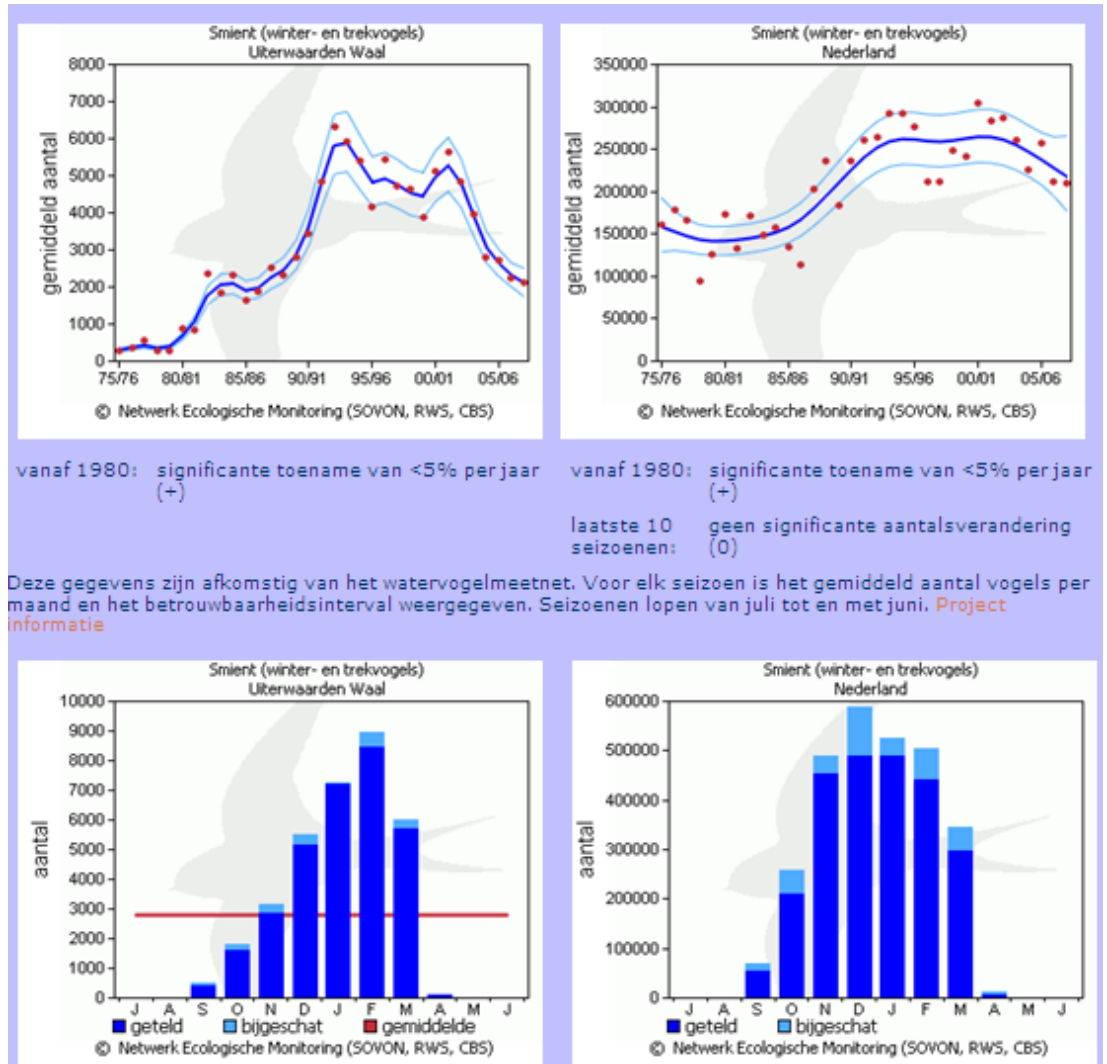 Smient (winter- en trekvogels)
Uiterwaarden Waal
8000
7000
6000
5000
4000
3000
2000
1000
0
gemiddeld aantal
75/76 80/81 85/86 90/91 95/96 00/01 05/06
© Netwerk Ecologische Monitoring (SOVON, RWS, CBS)
Smient (winter- en trekvogels)
Nederland
350000
300000
250000
200000
150000
100000
50000
0
gemiddeld aantal
75/76 80/81 85/86 90/91 95/96 00/01 05/06
© Netwerk Ecologische Monitoring (SOVON, RWS, CBS)
vanaf 1980: significante toename van <5% per jaar
(+)
vanaf 1980: significante toename van <5% per jaar
(+)
laatste 10 geen significante aantalsverandering
seizoenen: (0)
Deze gegevens zijn afkomstig van het watervogelmeetnet. Voor elk seizoen is het gemiddeld aantal vogels per
maand en het betrouwbaarheidsinterval weergegeven. Seizoenen lopen van juli tot en met juni. Project
informatie
Smient (winter- en trekvogels)
Uiterwaarden Waal
10000
9000
8000
7000
6000
5000
4000
3000
2000
1000
0
aantal
J A S O N D J F M A M J
geteld bijgeschat gemiddelde
© Netwerk Ecologische Monitoring (SOVON, RWS, CBS)
Smient (winter- en trekvogels)
Nederland
600000
500000
400000
300000
200000
100000
0
aantal
J A S O N D J F M A M J
geteld bijgeschat
© Netwerk Ecologische Monitoring (SOVON, RWS, CBS)